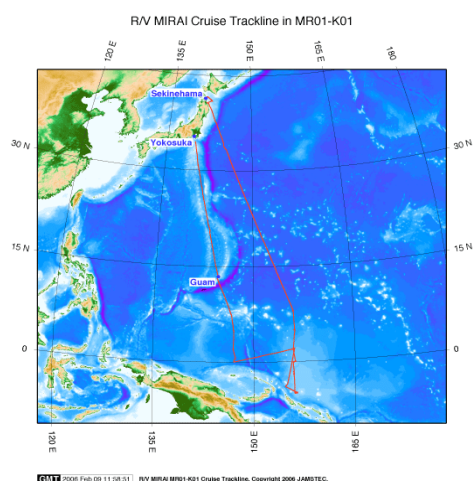 R/V MIRAI Cruise Trackline in MR01-K01
120 E
135 E
150 E
165 E
180
Sekinehama
Yokosuka
30 N
30 N
15 N
15 N
Guam
0
0
120 E
135 E
150 E
165 E
GMT 2006 Feb 09 11:58:51 R/V MIRAI MR01-K01 Cruise Trackline. Copyright 2006 JAMSTEC.